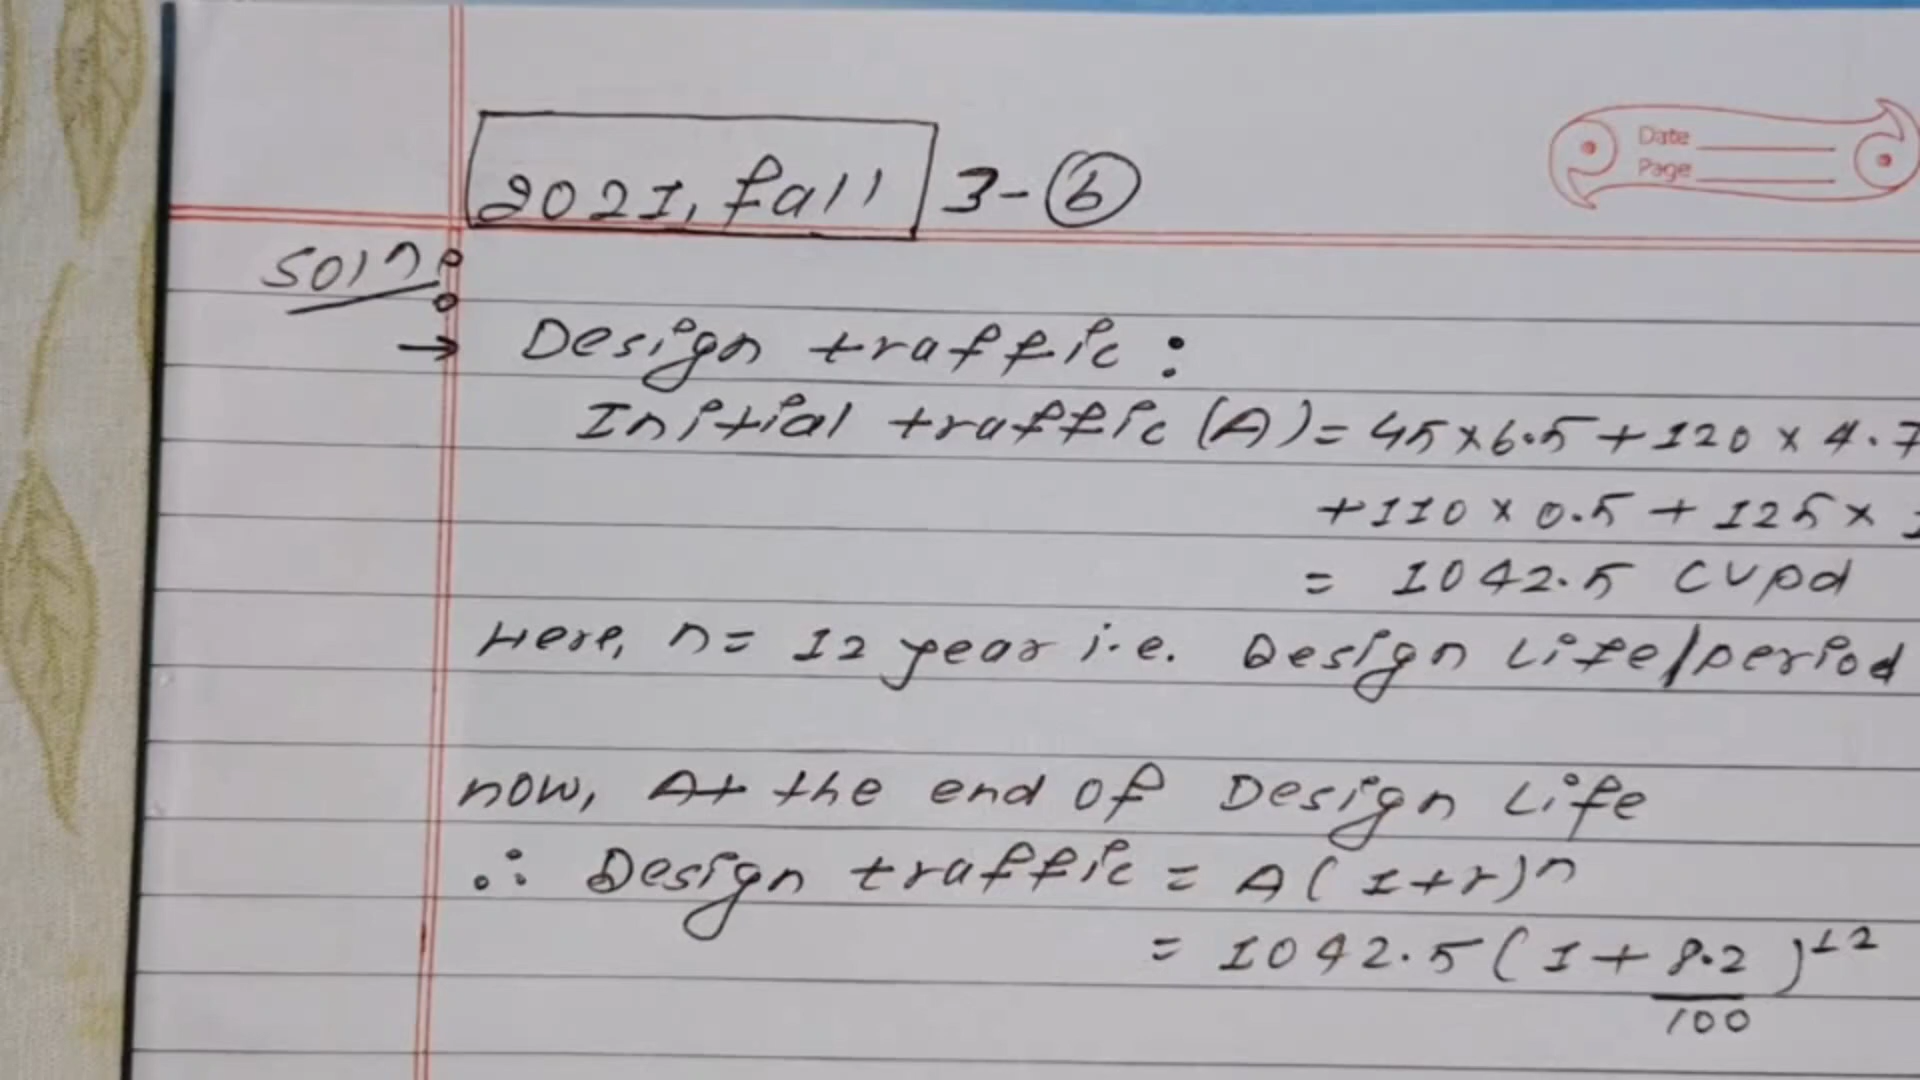 2021, fall 3-(b)
Date
Page
Soln:
→ Design traffic :
Initial traffic (A) = 45 x 6.5 + 120 x 4.7
+ 110 x 0.5 + 125 x 1
= 1042.5 cvpd
Here, n = 12 year i.e. Design Life/period
now, At the end of Design Life
∴ Design traffic = A(1+r)ⁿ
= 1042.5 (1 + 8.2/100)¹²